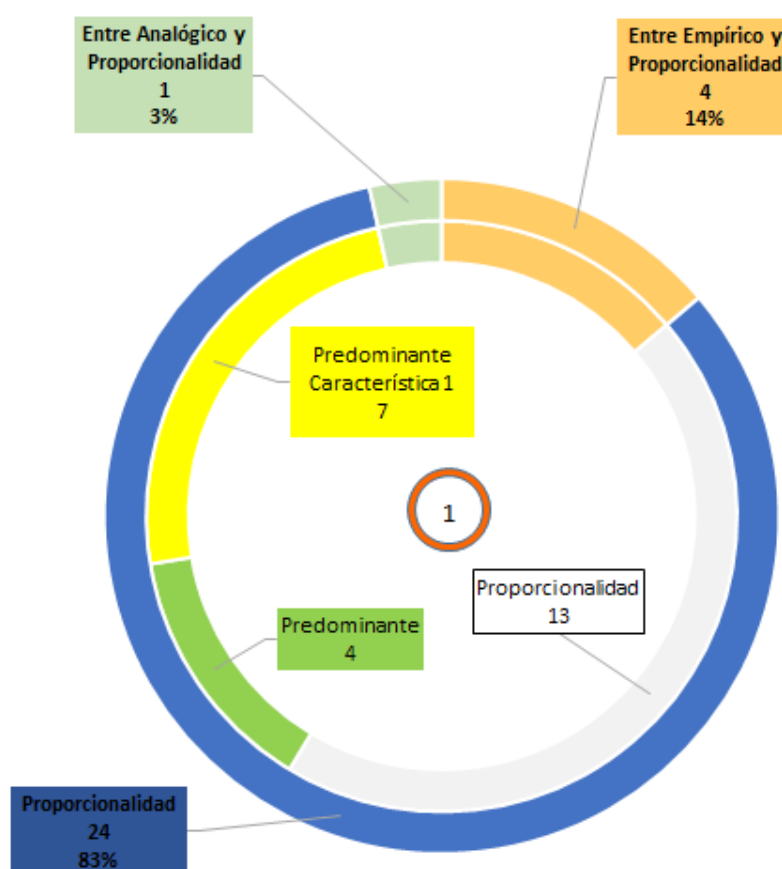 Entre Analógico y
Proporcionalidad
1
3%
Entre Empírico y
Proporcionalidad
4
14%
Predominante
Característica 1
7
1
Proporcionalidad
13
Predominante
4
Proporcionalidad
24
83%